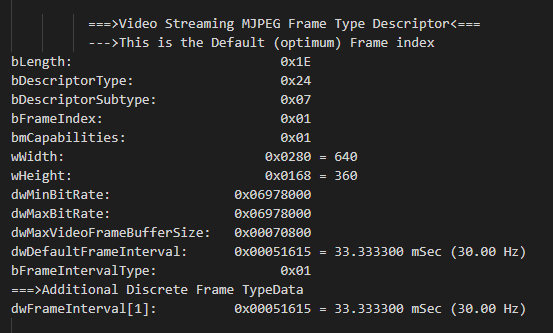 ===>Video Streaming MJPEG Frame Type Descriptor<===
--->This is the Default (optimum) Frame index
bLength: 0x1E
bDescriptorType: 0x24
bDescriptorSubtype: 0x07
bFrameIndex: 0x01
bmCapabilities: 0x01
wWidth: 0x0280 = 640
wHeight: 0x0168 = 360
dwMinBitRate: 0x06978000
dwMaxBitRate: 0x06978000
dwMaxVideoFrameBufferSize: 0x00070800
dwDefaultFrameInterval: 0x00051615 = 33.333300 mSec (30.00 Hz)
bFrameIntervalType: 0x01
===>Additional Discrete Frame TypeData
dwFrameInterval[1]: 0x00051615 = 33.333300 mSec (30.00 Hz)